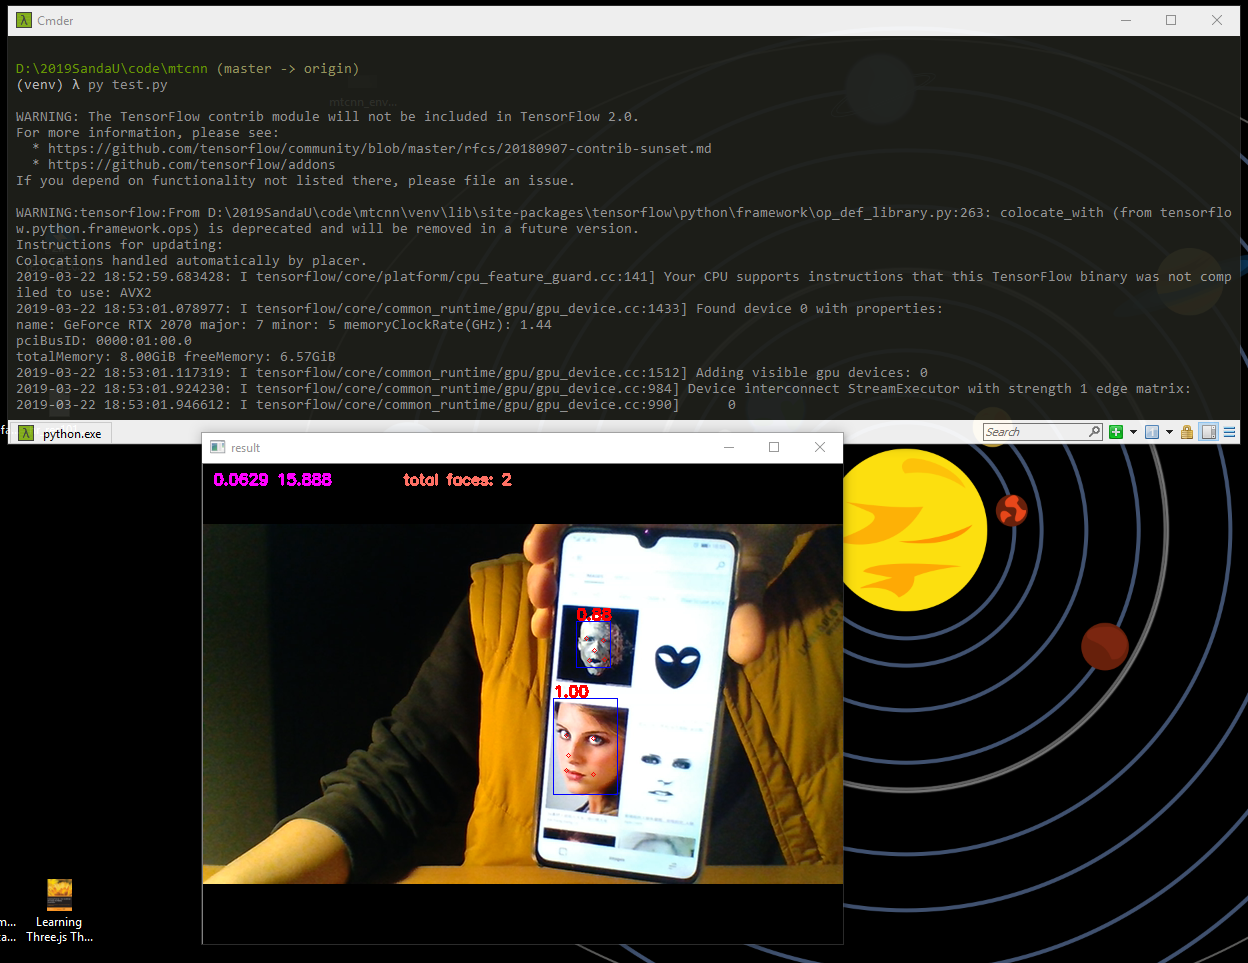 Cmder
D:\2019SandaU\code\mtcnn (master -> origin)
(venv) λ py test.py
mtcnn_env...
WARNING: The TensorFlow contrib module will not be included in TensorFlow 2.0.
For more information, please see:
* https://github.com/tensorflow/community/blob/master/rfcs/20180907-contrib-sunset.md
* https://github.com/tensorflow/addons
If you depend on functionality not listed there, please file an issue.
WARNING:tensorflow:From D:\2019SandaU\code\mtcnn\venv\lib\site-packages\tensorflow\python\framework\op_def_library.py:263: colocate_with (from tensorflo
w.python.framework.ops) is deprecated and will be removed in a future version.
Instructions for updating:
Colocations handled automatically by placer.
2019-03-22 18:52:59.683428: I tensorflow/core/platform/cpu_feature_guard.cc:141] Your CPU supports instructions that this TensorFlow binary was not comp
iled to use: AVX2
2019-03-22 18:53:01.078977: I tensorflow/core/common_runtime/gpu/gpu_device.cc:1433] Found device 0 with properties:
name: GeForce RTX 2070 major: 7 minor: 5 memoryClockRate(GHz): 1.44
pciBusID: 0000:01:00.0
totalMemory: 8.00GiB freeMemory: 6.57GiB
2019-03-22 18:53:01.117319: I tensorflow/core/common_runtime/gpu/gpu_device.cc:1512] Adding visible gpu devices: 0
2019-03-22 18:53:01.924230: I tensorflow/core/common_runtime/gpu/gpu_device.cc:984] Device interconnect StreamExecutor with strength 1 edge matrix:
2019-03-22 18:53:01.946612: I tensorflow/core/common_runtime/gpu/gpu_device.cc:990]      0
λ python.exe
Search
result
0.0629 15.888
total faces: 2
0.88
1.00
Learning
Three.js Th...